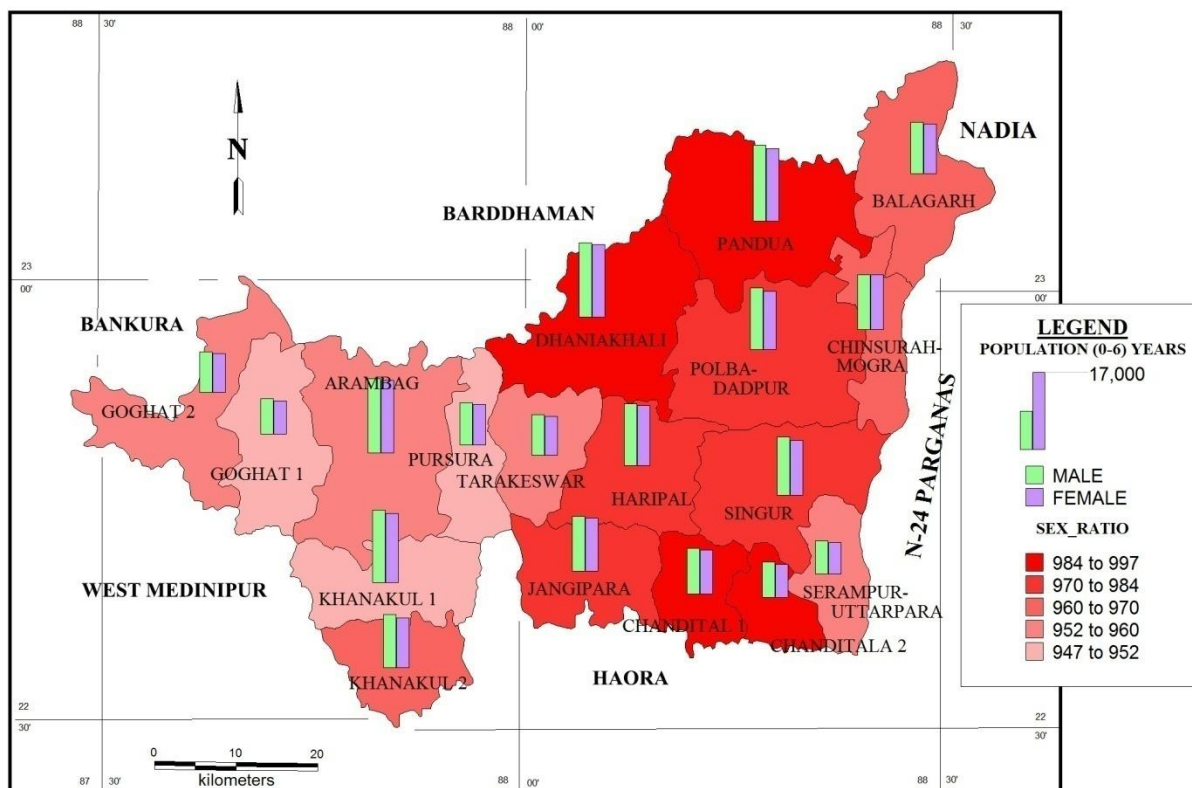 88
30'
88
00'
88
30'
N
NADIA
BALAGARH
BARDDHAMAN
PANDUA
23
00'
23
00'
BANKURA
DHANIAKHALI
CHINSURAH-
MOGRA
POLBA-
DADPUR
ARAMBAG
GOGHAT 2
PURSURA
GOGHAT 1
TARAKESWAR
HARIPAL
SINGUR
N-24 PARGANAS
WEST MEDINIPUR
KHANAKUL 1
JANGIPARA
SERAMPUR-
UTTARPARA
CHANDITAL 1
CHANDITALA 2
HAORA
KHANAKUL 2
22
30'
22
30'
0 10 20
kilometers
87
30'
88
00'
88
30'
LEGEND
POPULATION (0-6) YEARS
17,000
MALE
FEMALE
SEX_RATIO
984 to 997
970 to 984
960 to 970
952 to 960
947 to 952